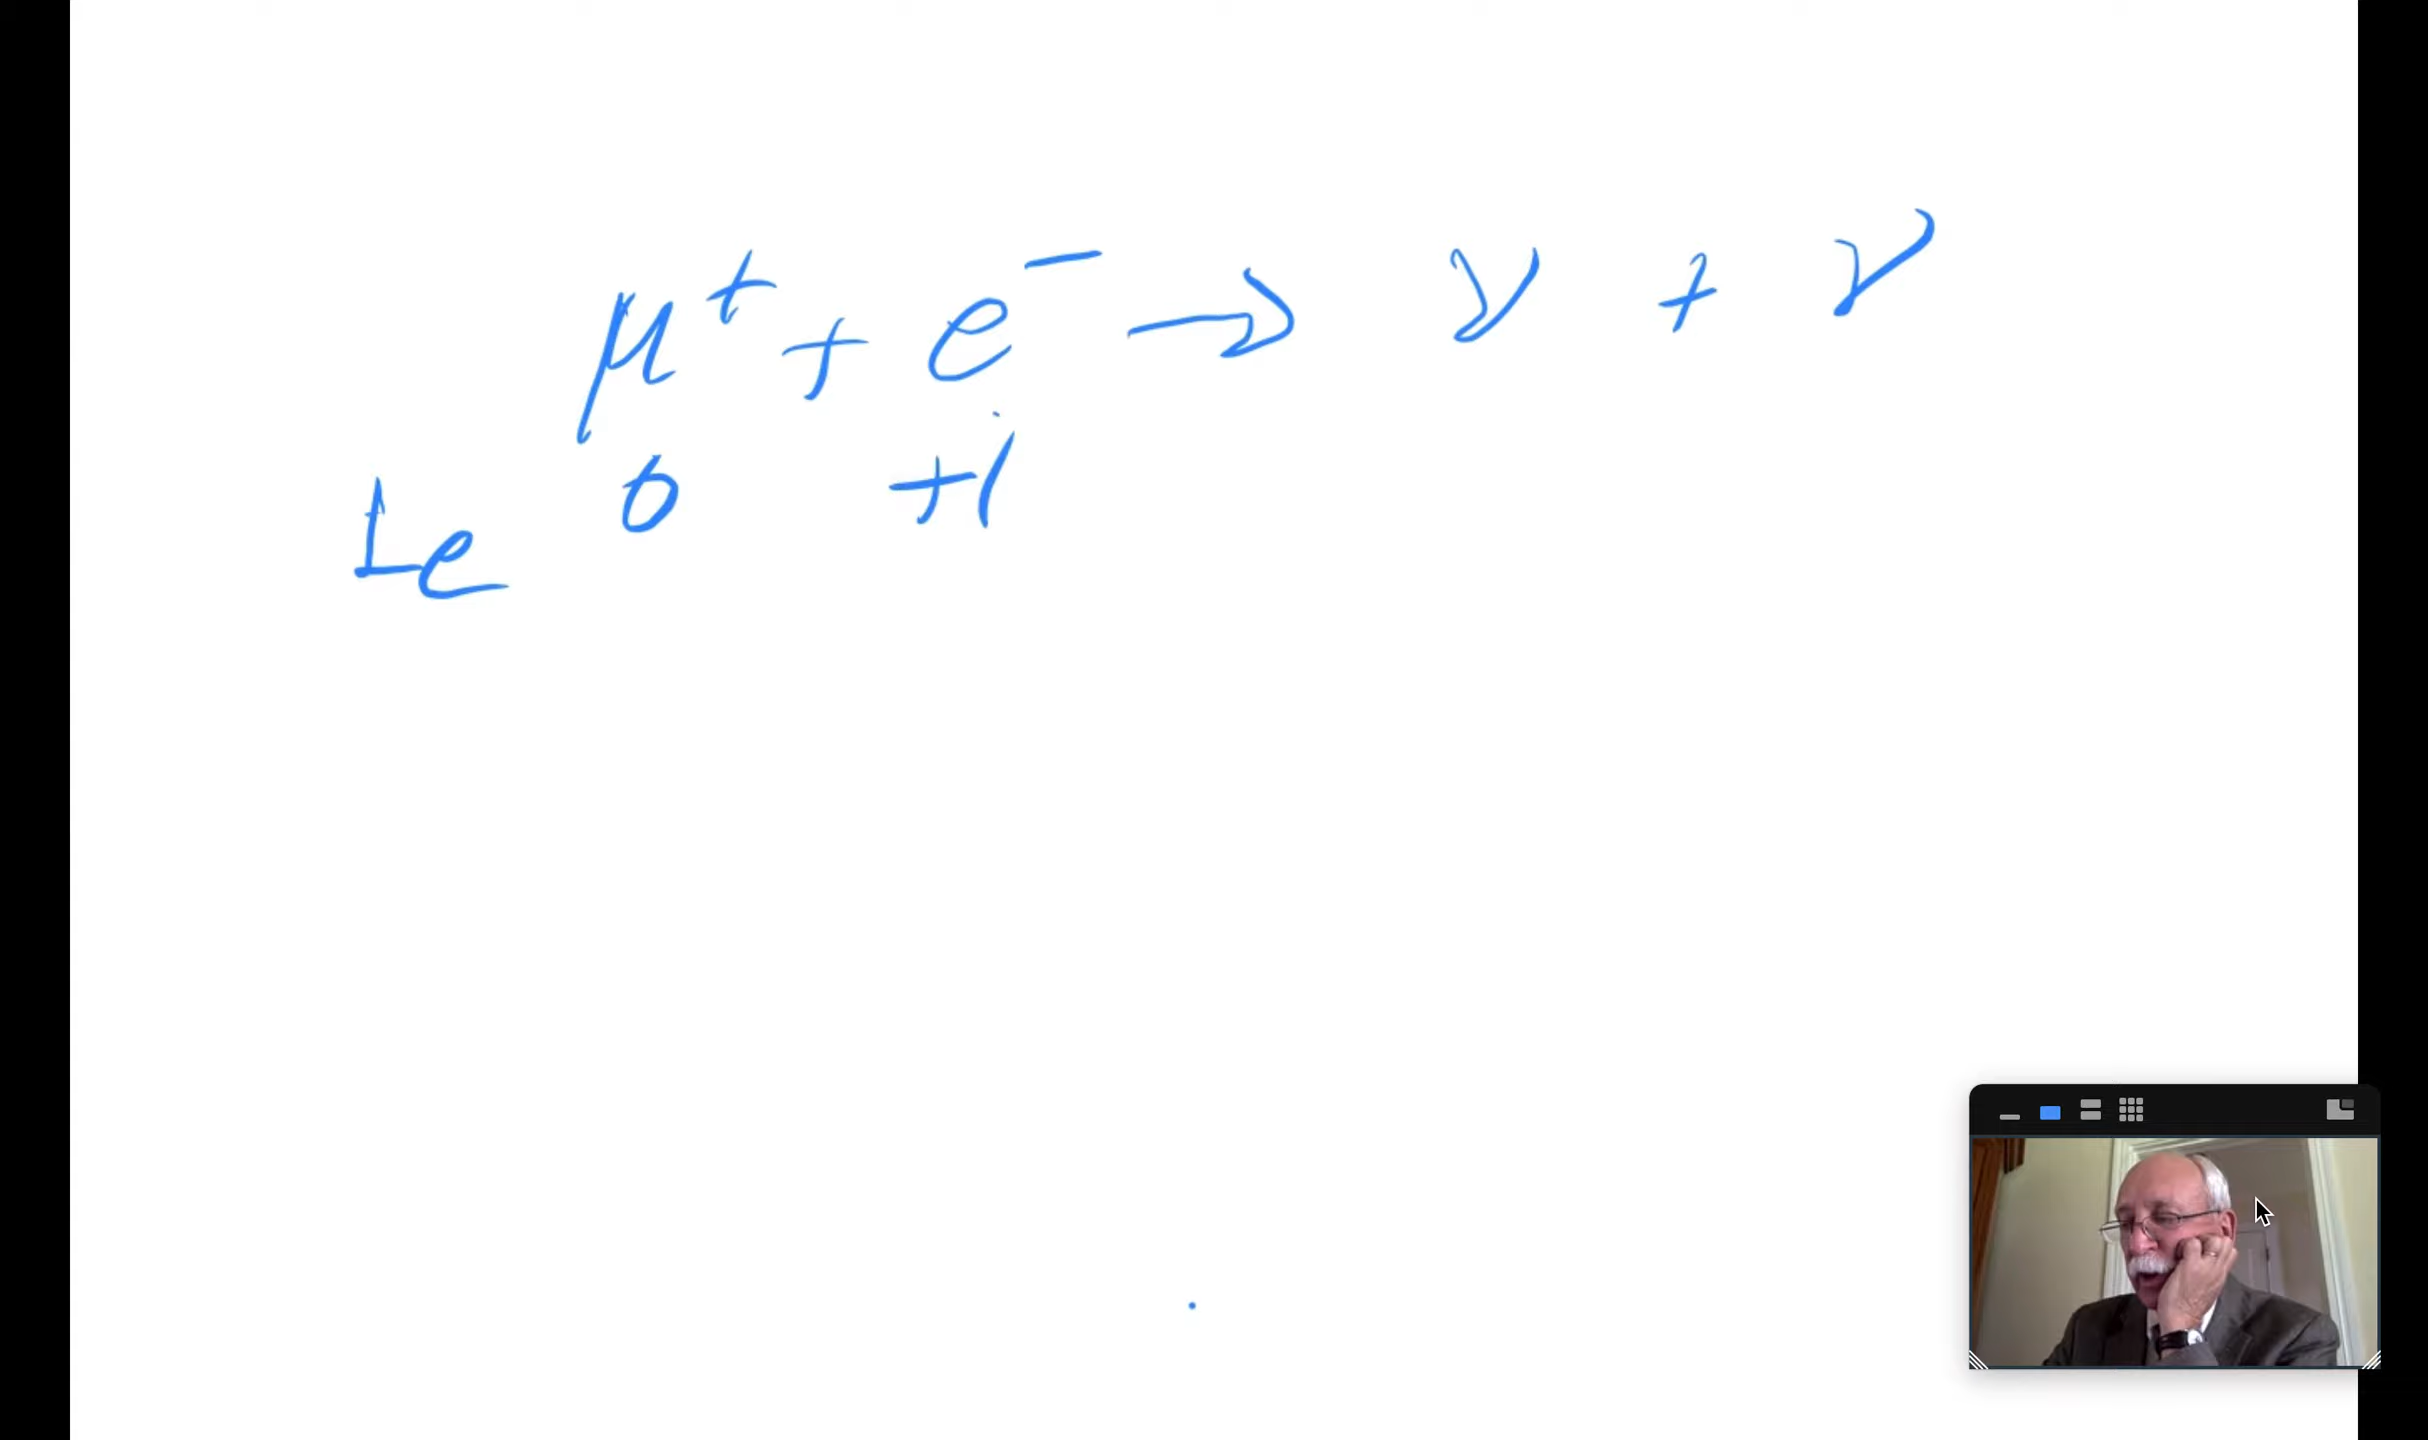 μ⁺ + e⁻ → ν + ν
Le 0 +1